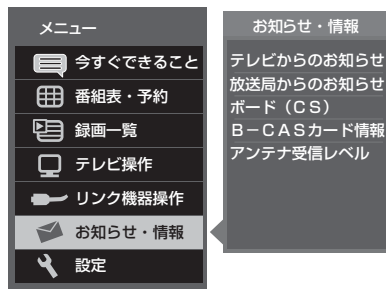 メニュー
今すぐできること
番組表・予約
録画一覧
テレビ操作
リンク機器操作
お知らせ・情報
設定
お知らせ・情報
テレビからのお知らせ
放送局からのお知らせ
ボード（CS）
B－CASカード情報
アンテナ受信レベル